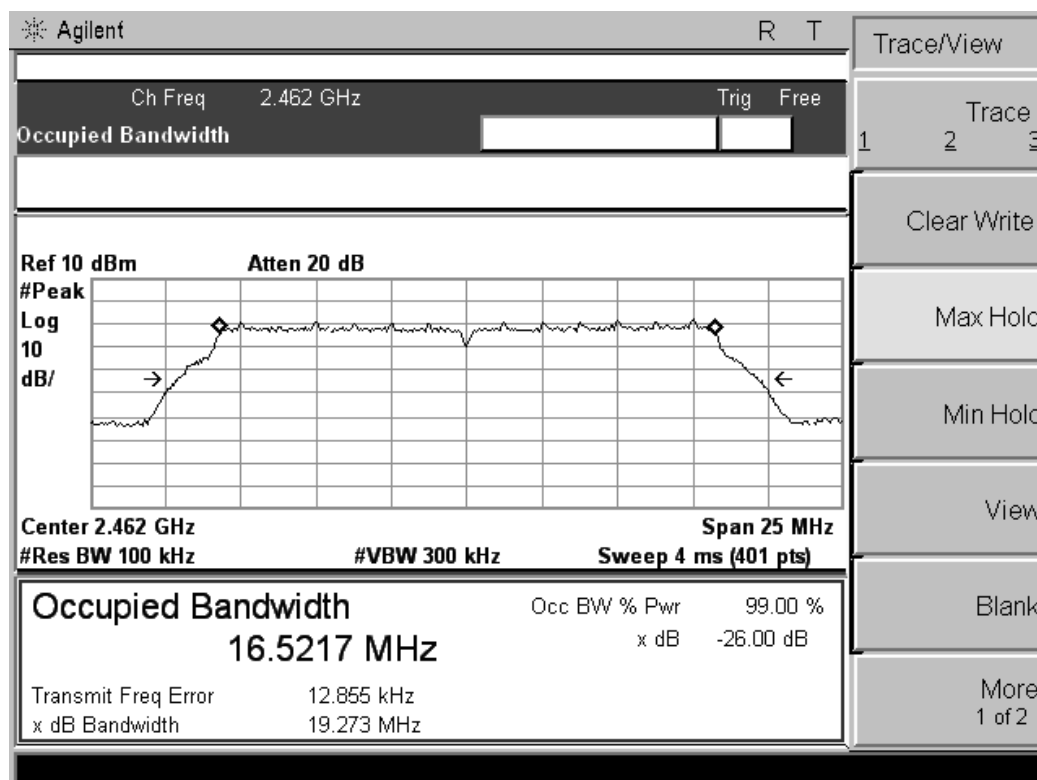 Agilent R T
Trace/View
Ch Freq 2.462 GHz Trig Free
Occupied Bandwidth
Trace
1 2 3
Clear Write
Ref 10 dBm Atten 20 dB
#Peak
Log
10
dB/
Max Hold
Min Hold
Center 2.462 GHz Span 25 MHz
#Res BW 100 kHz #VBW 300 kHz Sweep 4 ms (401 pts)
View
Occupied Bandwidth
16.5217 MHz
Occ BW % Pwr 99.00 %
x dB -26.00 dB
Transmit Freq Error 12.855 kHz
x dB Bandwidth 19.273 MHz
Blank
More
1 of 2